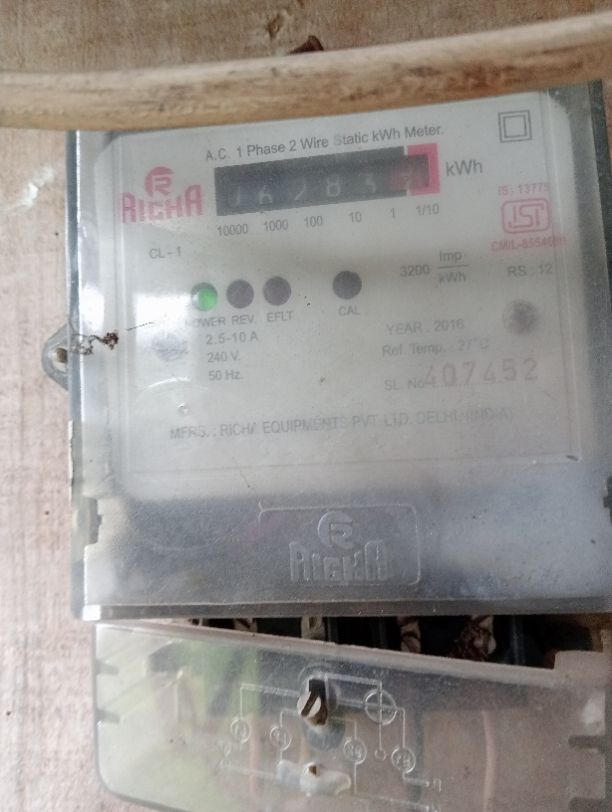 A.C. 1 Phase 2 Wire Static kWh Meter.
RICHA
kWh
10000 1000 100 10 1 1/10
IS : 13779
ISI
CL - 1
3200 Imp/kWh
RS : 12
POWER REV. EFLT CAL
2.5-10 A
240 V.
50 Hz.
YEAR : 2016
Ref. Temp. : 27°C
SL. No. 407452
MFRS. : RICHA EQUIPMENTS PVT. LTD. DELHI (INDIA)
RICHA